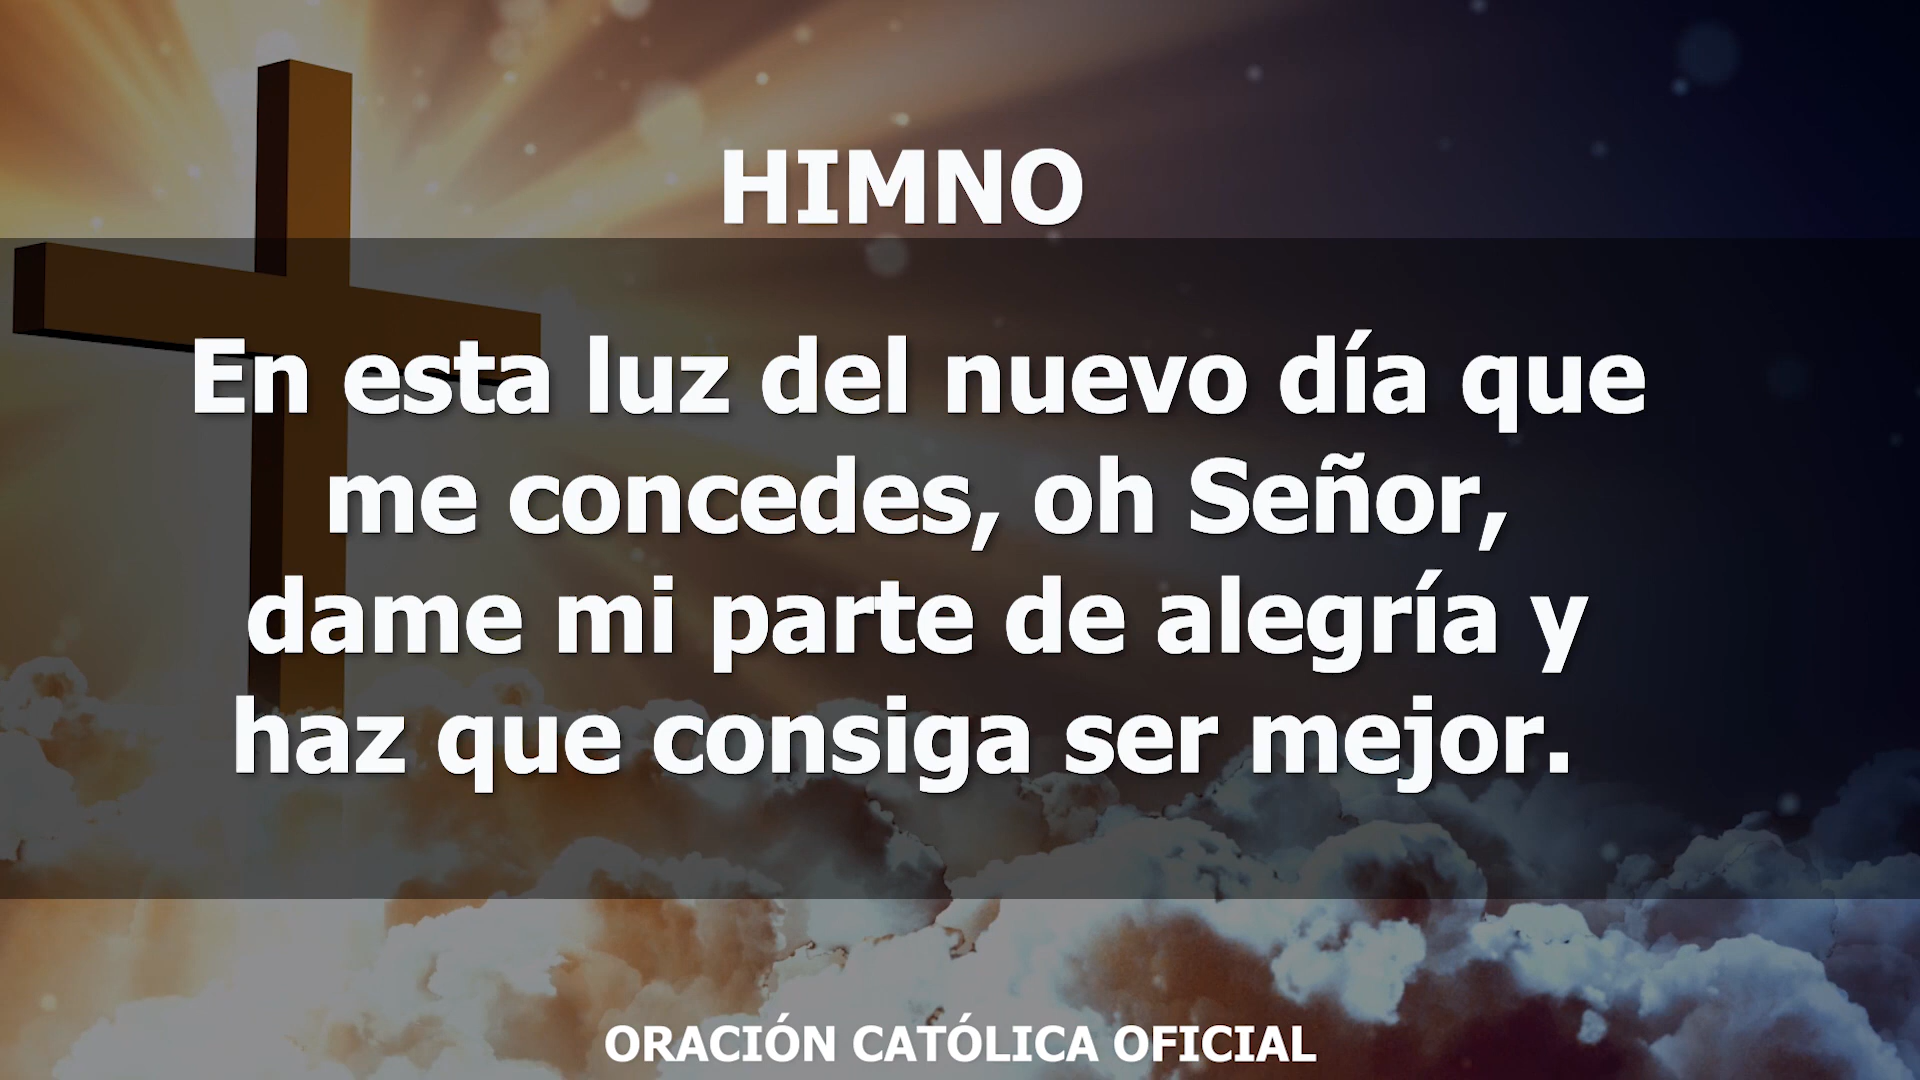 HIMNO
En esta luz del nuevo día que
me concedes, oh Señor,
dame mi parte de alegría y
haz que consiga ser mejor.
ORACIÓN CATÓLICA OFICIAL